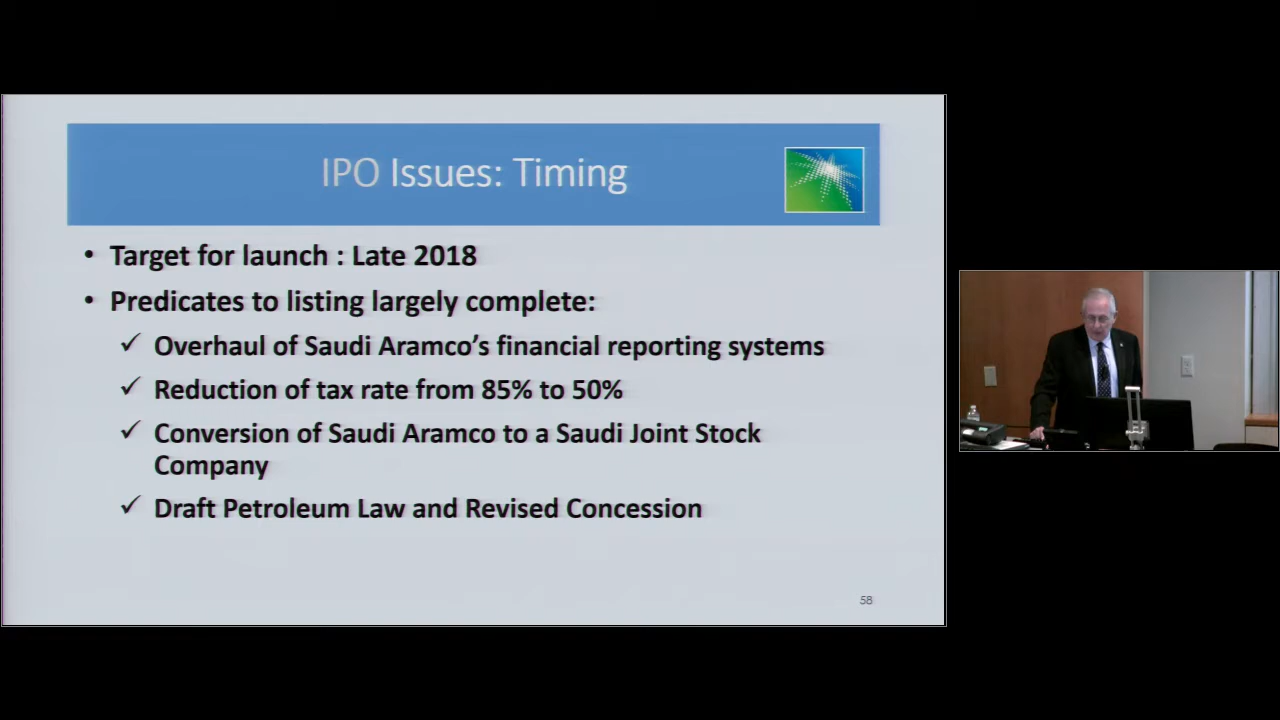 IPO Issues: Timing
• Target for launch : Late 2018
• Predicates to listing largely complete:
✓ Overhaul of Saudi Aramco's financial reporting systems
✓ Reduction of tax rate from 85% to 50%
✓ Conversion of Saudi Aramco to a Saudi Joint Stock
Company
✓ Draft Petroleum Law and Revised Concession
58